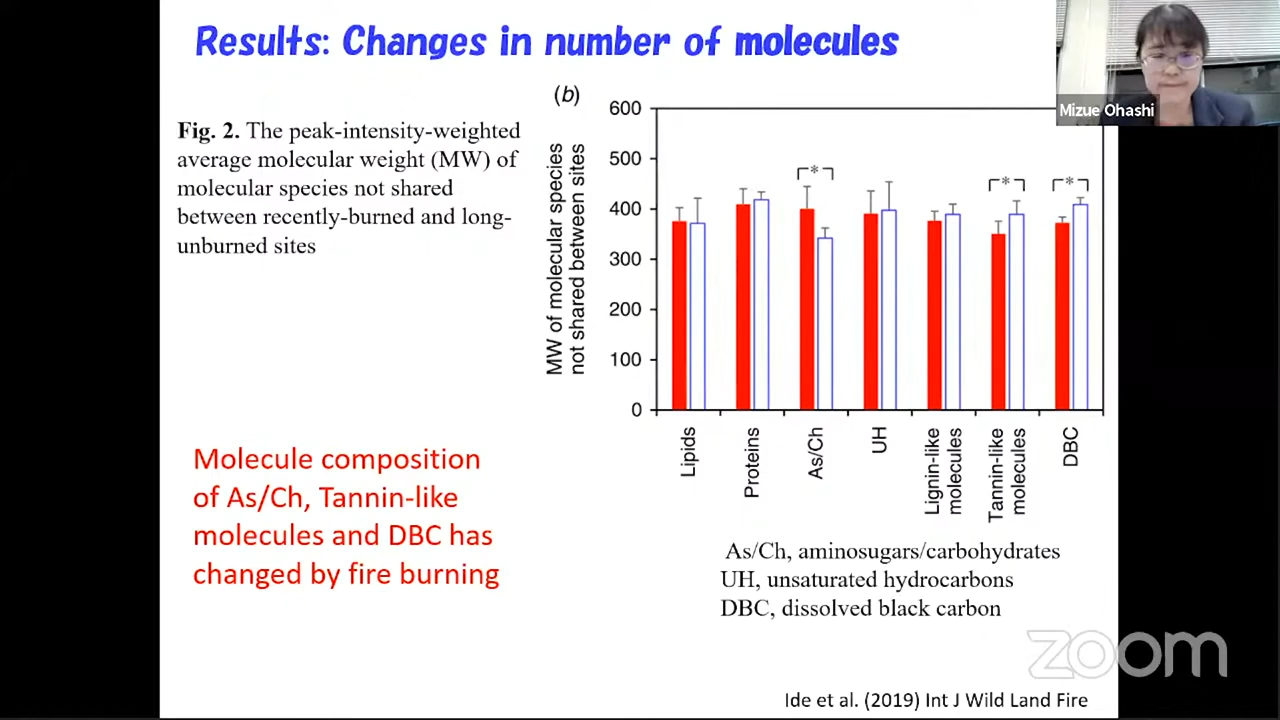 Results: Changes in number of molecules
Mizue Ohashi
Fig. 2. The peak-intensity-weighted
average molecular weight (MW) of
molecular species not shared
between recently-burned and long-
unburned sites
(b)
MW of molecular species
not shared between sites
600
500
400
300
200
100
0
*
*
*
Lipids
Proteins
As/Ch
UH
Lignin-like
molecules
Tannin-like
molecules
DBC
Molecule composition
of As/Ch, Tannin-like
molecules and DBC has
changed by fire burning
As/Ch, aminosugars/carbohydrates
UH, unsaturated hydrocarbons
DBC, dissolved black carbon
zoom
Ide et al. (2019) Int J Wild Land Fire